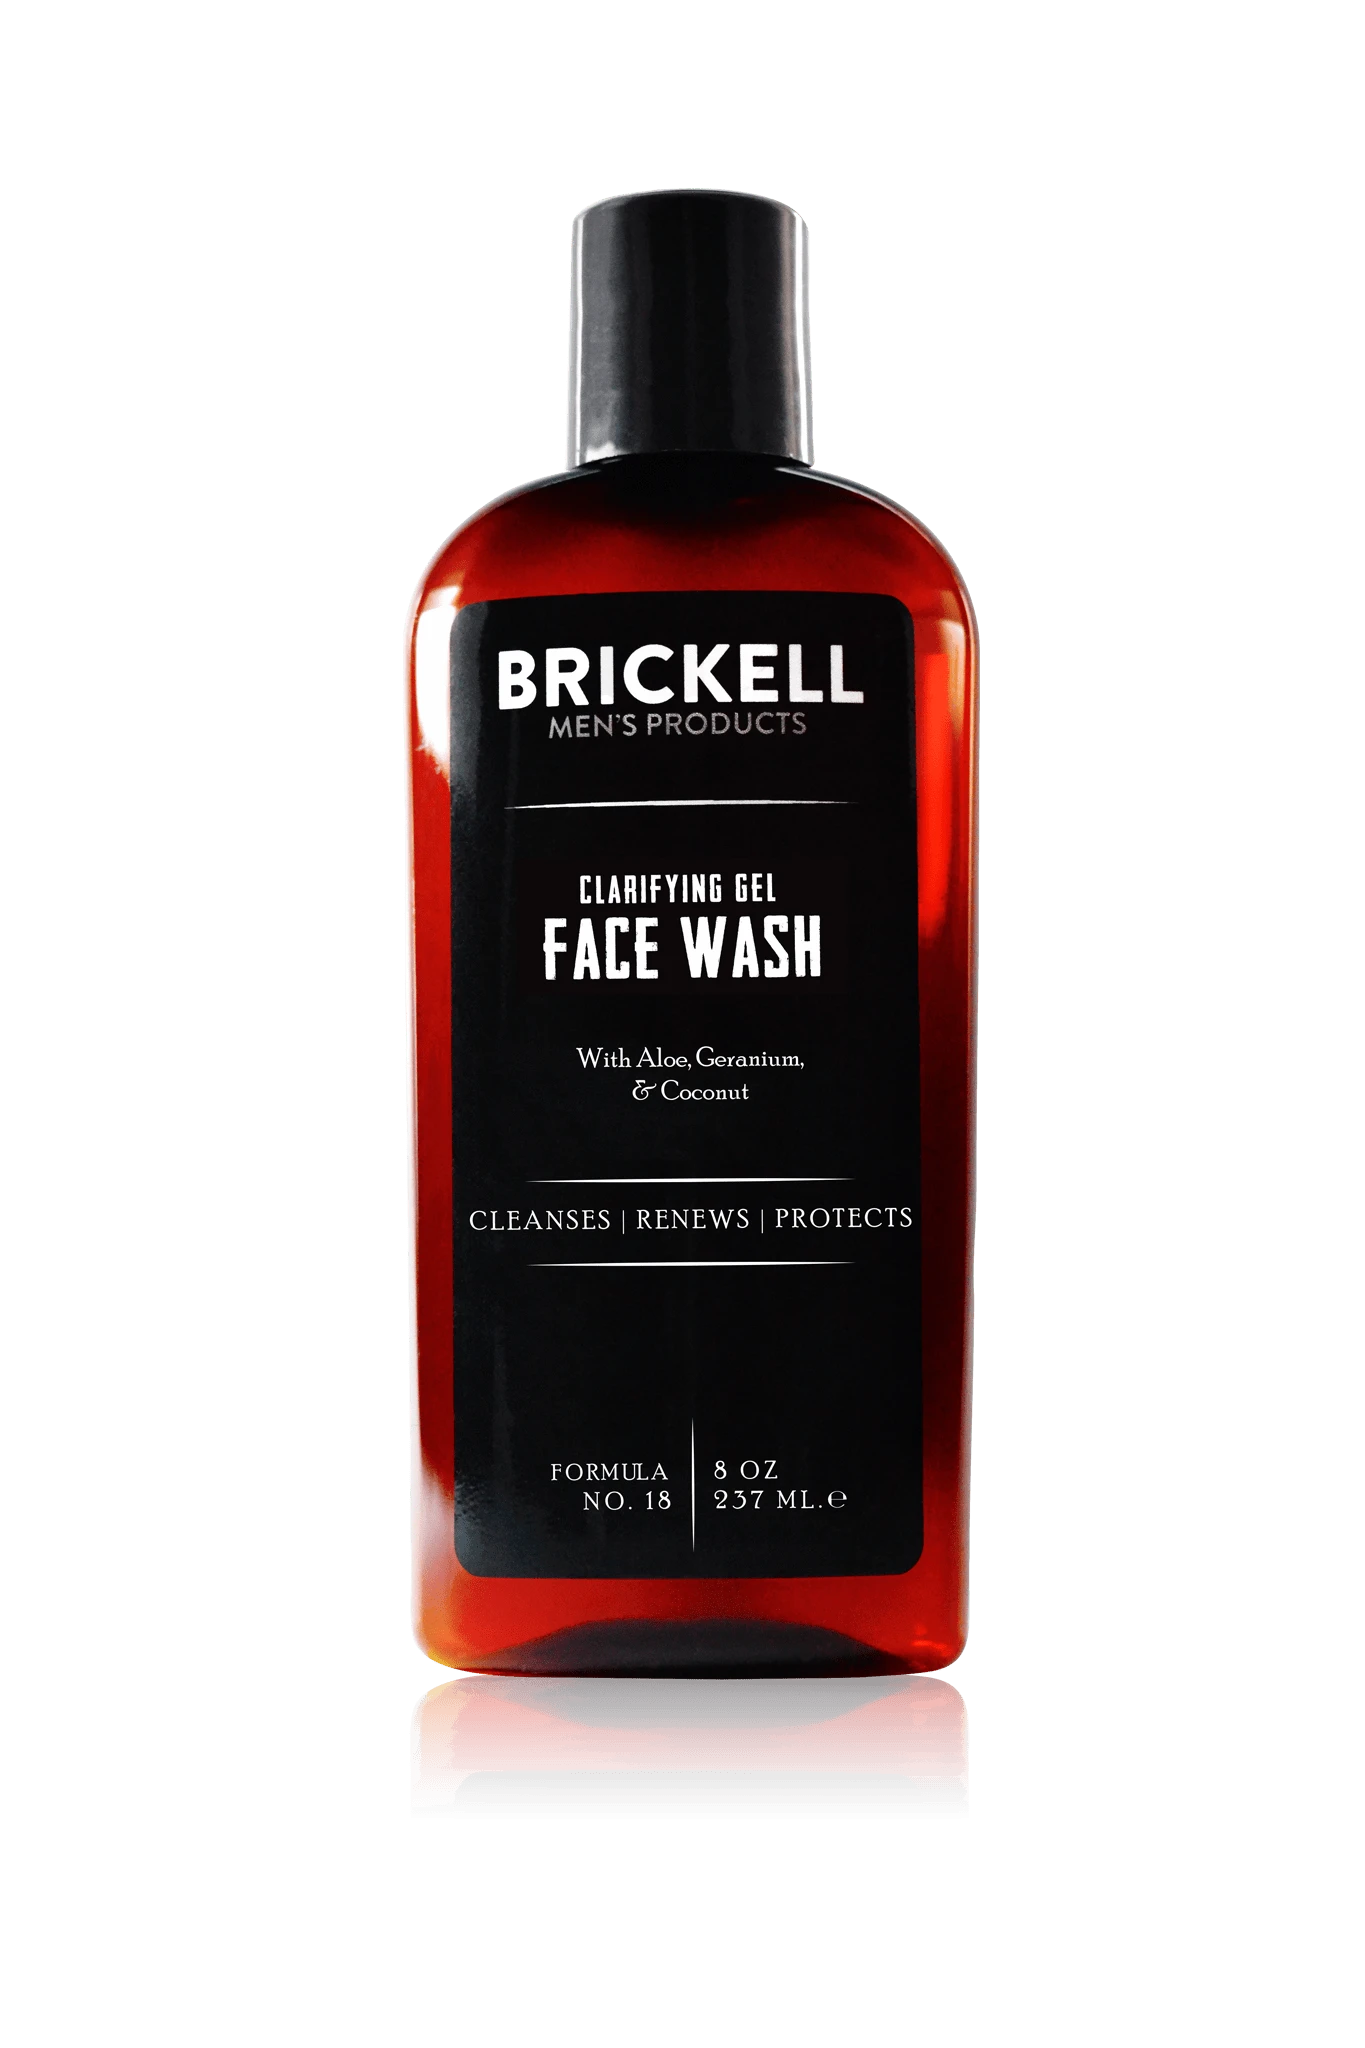 BRICKELL
MEN'S PRODUCTS
CLARIFYING GEL
FACE WASH
With Aloe, Geranium,
& Coconut
CLEANSES | RENEWS | PROTECTS
FORMULA
NO. 18
8 OZ
237 ML.℮